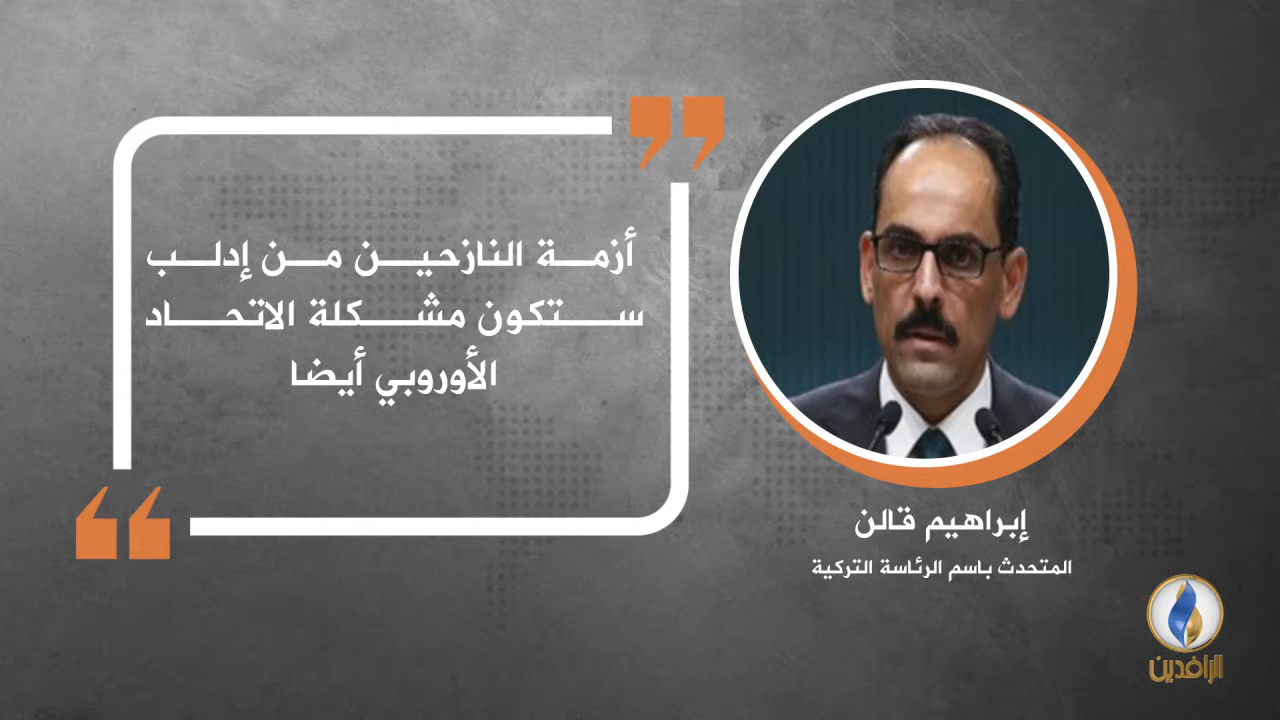 أزمة النازحين من إدلب
ستكون مشكلة الاتحاد
الأوروبي أيضا
إبراهيم قالن
المتحدث باسم الرئاسة التركية
الرافدين